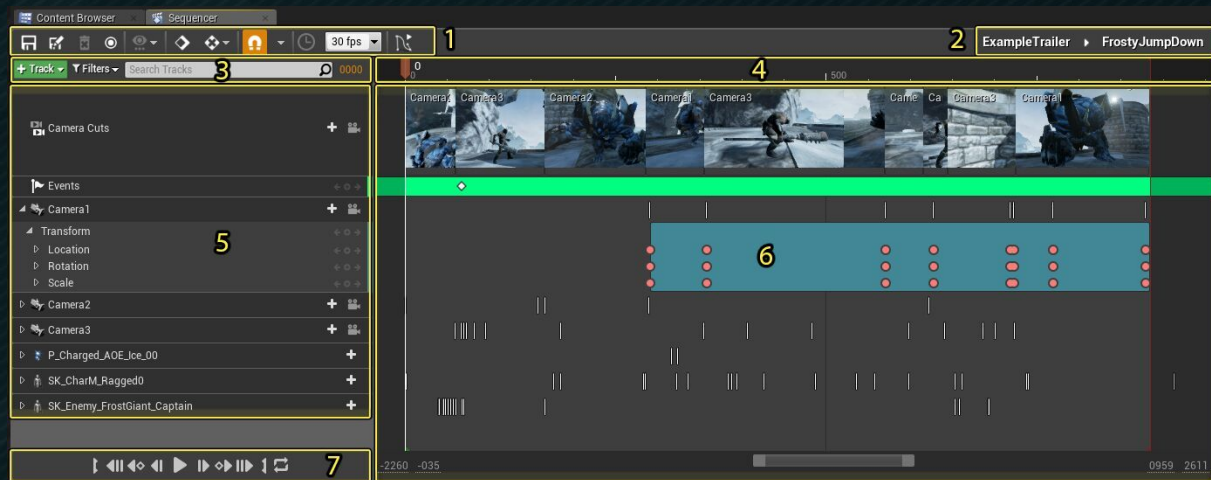 Content Browser Sequencer
30 fps 1 2 ExampleTrailer FrostyJumpDown
+ Track Filters Search Tracks 3 0000 0 0 4 500
Camera2 Camera3 Camera2 Camera1 Camera3 Came Ca Camera3 Camera1
Camera Cuts
Events
Camera1
Transform
5
Location
6
Rotation
Scale
Camera2
Camera3
P_Charged_AOE_Ice_00
SK_CharM_Ragged0
SK_Enemy_FrostGiant_Captain
7 -2260 -035 0959 2611